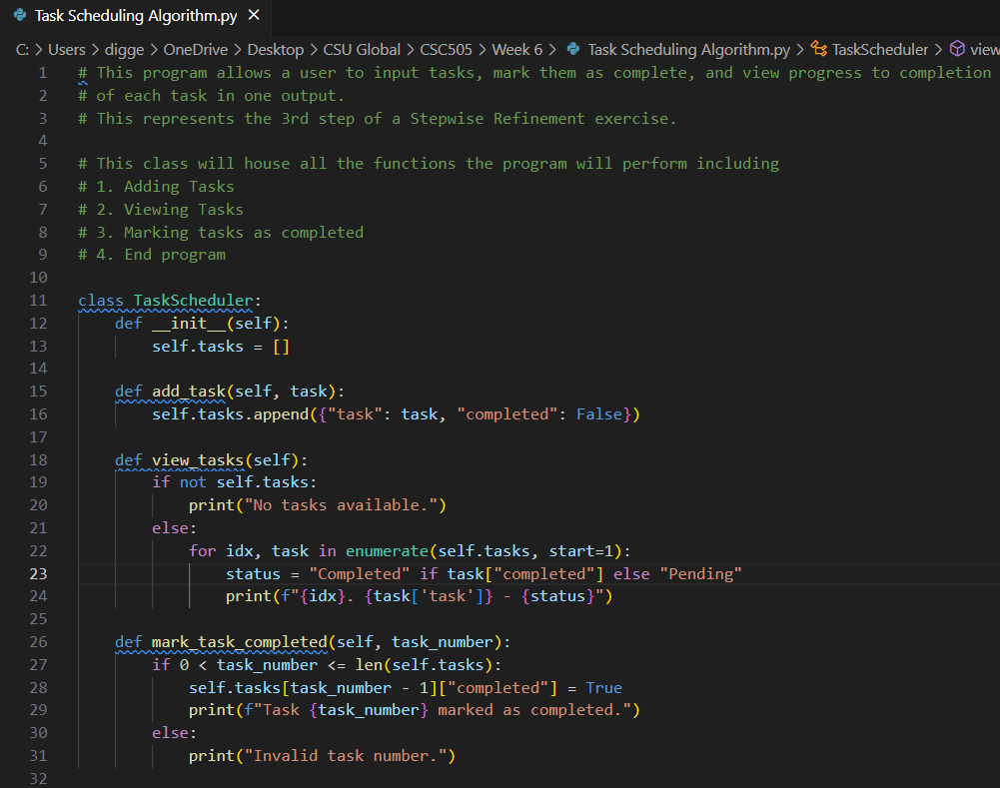 Task Scheduling Algorithm.py ×
C: > Users > digge > OneDrive > Desktop > CSU Global > CSC505 > Week 6 > Task Scheduling Algorithm.py > TaskScheduler > view
1 # This program allows a user to input tasks, mark them as complete, and view progress to completion
2 # of each task in one output.
3 # This represents the 3rd step of a Stepwise Refinement exercise.
4
5 # This class will house all the functions the program will perform including
6 # 1. Adding Tasks
7 # 2. Viewing Tasks
8 # 3. Marking tasks as completed
9 # 4. End program
10
11 class TaskScheduler:
12     def __init__(self):
13         self.tasks = []
14
15     def add_task(self, task):
16         self.tasks.append({"task": task, "completed": False})
17
18     def view_tasks(self):
19         if not self.tasks:
20             print("No tasks available.")
21         else:
22             for idx, task in enumerate(self.tasks, start=1):
23                 status = "Completed" if task["completed"] else "Pending"
24                 print(f"{idx}. {task['task']} - {status}")
25
26     def mark_task_completed(self, task_number):
27         if 0 < task_number <= len(self.tasks):
28             self.tasks[task_number - 1]["completed"] = True
29             print(f"Task {task_number} marked as completed.")
30         else:
31             print("Invalid task number.")
32